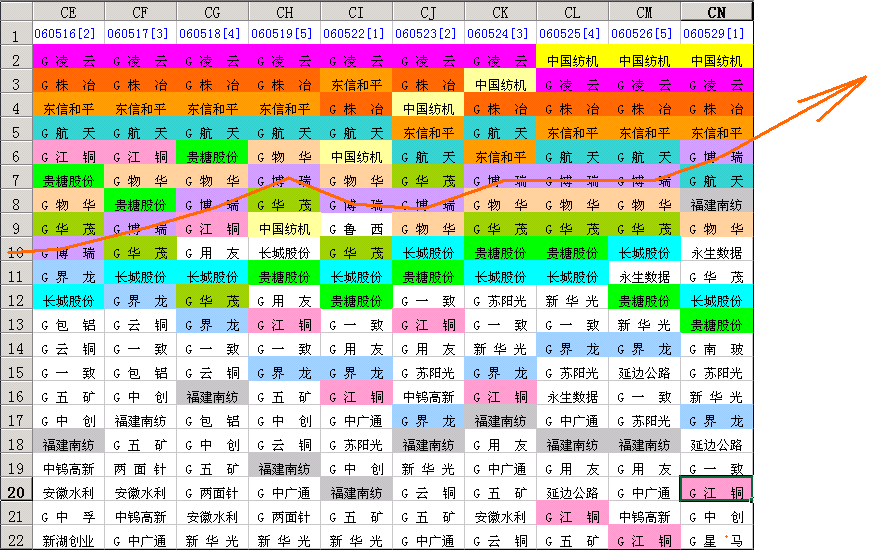 CE CF CG CH CI CJ CK CL CM CN
1 060516[2] 060517[3] 060518[4] 060519[5] 060522[1] 060523[2] 060524[3] 060525[4] 060526[5] 060529[1]
2 G 凌 云 G 凌 云 G 凌 云 G 凌 云 G 凌 云 G 凌 云 G 凌 云 中国纺机 中国纺机 中国纺机
3 G 株 冶 G 株 冶 G 株 冶 G 株 冶 东信和平 G 株 冶 中国纺机 G 凌 云 G 凌 云 G 凌 云
4 东信和平 东信和平 东信和平 东信和平 G 株 冶 中国纺机 G 株 冶 G 株 冶 G 株 冶 G 株 冶
5 G 航 天 G 航 天 G 航 天 G 航 天 G 航 天 东信和平 G 航 天 东信和平 东信和平 东信和平
6 G 江 铜 G 江 铜 贵糖股份 G 物 华 中国纺机 G 航 天 东信和平 G 航 天 G 航 天 G 博 瑞
7 贵糖股份 G 物 华 G 物 华 G 博 瑞 G 物 华 G 华 茂 G 博 瑞 G 博 瑞 G 博 瑞 G 航 天
8 G 物 华 贵糖股份 G 博 瑞 G 华 茂 G 博 瑞 G 博 瑞 G 物 华 G 物 华 G 物 华 福建南纺
9 G 华 茂 G 博 瑞 G 江 铜 中国纺机 G 鲁 西 G 物 华 G 华 茂 G 华 茂 G 华 茂 G 物 华
10 G 博 瑞 G 华 茂 G 用 友 长城股份 G 华 茂 长城股份 贵糖股份 贵糖股份 长城股份 永生数据
11 G 界 龙 长城股份 长城股份 贵糖股份 长城股份 贵糖股份 长城股份 长城股份 永生数据 G 华 茂
12 长城股份 G 界 龙 G 华 茂 G 用 友 贵糖股份 G 一 致 G 苏阳光 新 华 光 贵糖股份 长城股份
13 G 包 铝 G 云 铜 G 界 龙 G 江 铜 G 一 致 G 江 铜 G 一 致 G 一 致 新 华 光 贵糖股份
14 G 云 铜 G 一 致 G 一 致 G 一 致 G 用 友 G 用 友 新 华 光 G 界 龙 G 界 龙 G 南 玻
15 G 一 致 G 包 铝 G 云 铜 G 界 龙 G 界 龙 G 苏阳光 G 界 龙 G 苏阳光 延边公路 G 苏阳光
16 G 五 矿 G 中 创 福建南纺 G 五 矿 G 江 铜 中钨高新 G 江 铜 永生数据 G 一 致 新 华 光
17 G 中 创 福建南纺 G 包 铝 G 中 创 G 中广通 G 界 龙 福建南纺 G 中广通 G 苏阳光 G 界 龙
18 福建南纺 G 五 矿 G 中 创 G 云 铜 G 苏阳光 福建南纺 G 用 友 福建南纺 福建南纺 延边公路
19 中钨高新 两 面 针 G 五 矿 福建南纺 G 中 创 新 华 光 G 中广通 G 用 友 G 用 友 G 一 致
20 安徽水利 安徽水利 G 两面针 G 中广通 福建南纺 G 云 铜 G 五 矿 延边公路 G 中广通 G 江 铜
21 G 中 孚 中钨高新 安徽水利 G 两面针 G 五 矿 G 五 矿 安徽水利 G 江 铜 中钨高新 G 中 创
22 新湖创业 G 中广通 新 华 光 新 华 光 新 华 光 G 中广通 G 云 铜 G 五 矿 G 江 铜 G 星 马